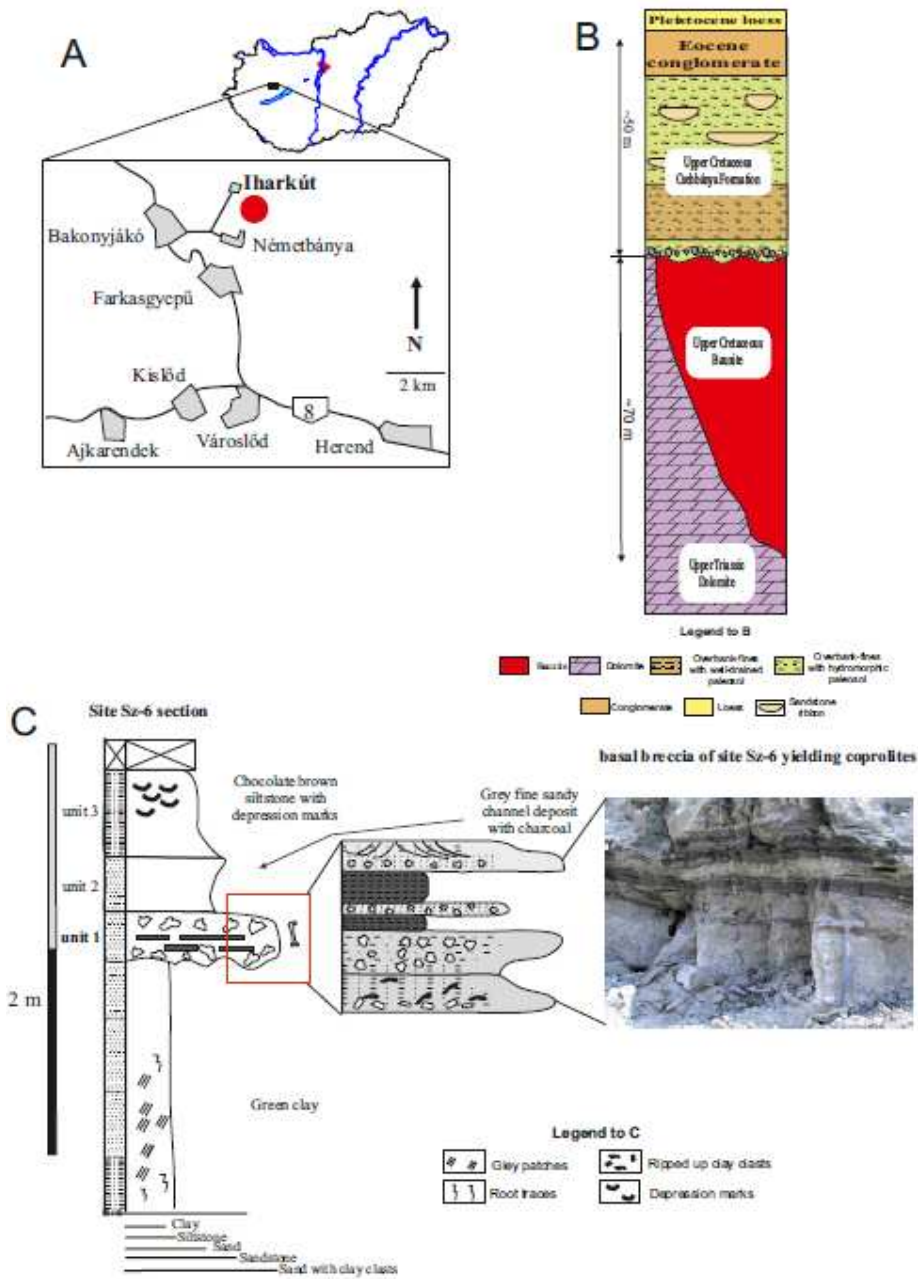 A
Iharkút
Bakonyjákó
Németbánya
Farkasgyepü
N
2 km
Kislőd
8
Ajkarendek
Városlőd
Herend
B
Pleistocene loess
Eocene
conglomerate
~50 m
Upper Cretaceous
Csehbánya Formation
Upper Cretaceous
Bauxite
~70 m
Upper Triassic
Dolomite
Legend to B
Bauxite
Dolomite
Overbank-fines
with well-drained
paleosol
Overbank-fines
with hydromorphic
paleosol
Conglomerate
Loess
Sandstone
ribbon
C
Site Sz-6 section
unit 3
unit 2
unit 1
2 m
Chocolate brown
siltstone with
depression marks
Grey fine sandy
channel deposit
with charcoal
basal breccia of site Sz-6 yielding coprolites
Green clay
Legend to C
Gley patches
Ripped up clay clasts
Root traces
Depression marks
Clay
Siltstone
Sand
Sandstone
Sand with clay clasts